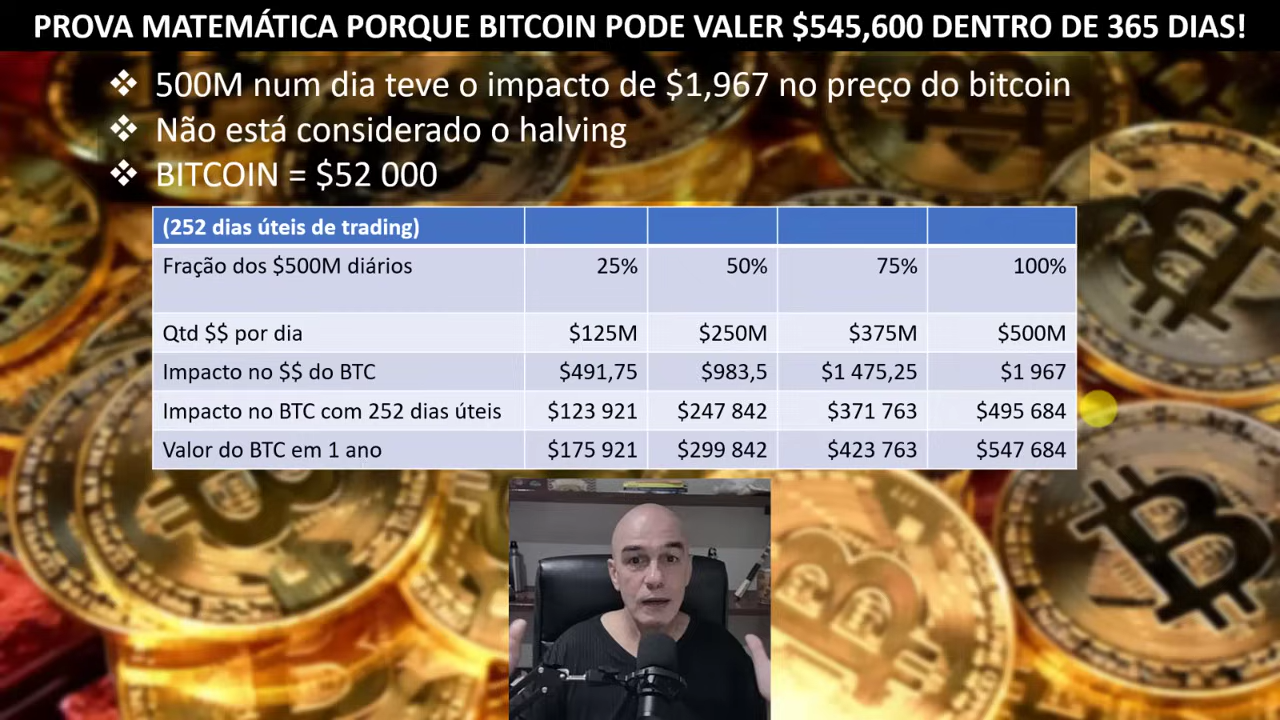 PROVA MATEMÁTICA PORQUE BITCOIN PODE VALER $545,600 DENTRO DE 365 DIAS!
❖ 500M num dia teve o impacto de $1,967 no preço do bitcoin
❖ Não está considerado o halving
❖ BITCOIN = $52 000
(252 dias úteis de trading)
Fração dos $500M diários 25% 50% 75% 100%
Qtd $$ por dia $125M $250M $375M $500M
Impacto no $$ do BTC $491,75 $983,5 $1 475,25 $1 967
Impacto no BTC com 252 dias úteis $123 921 $247 842 $371 763 $495 684
Valor do BTC em 1 ano $175 921 $299 842 $423 763 $547 684